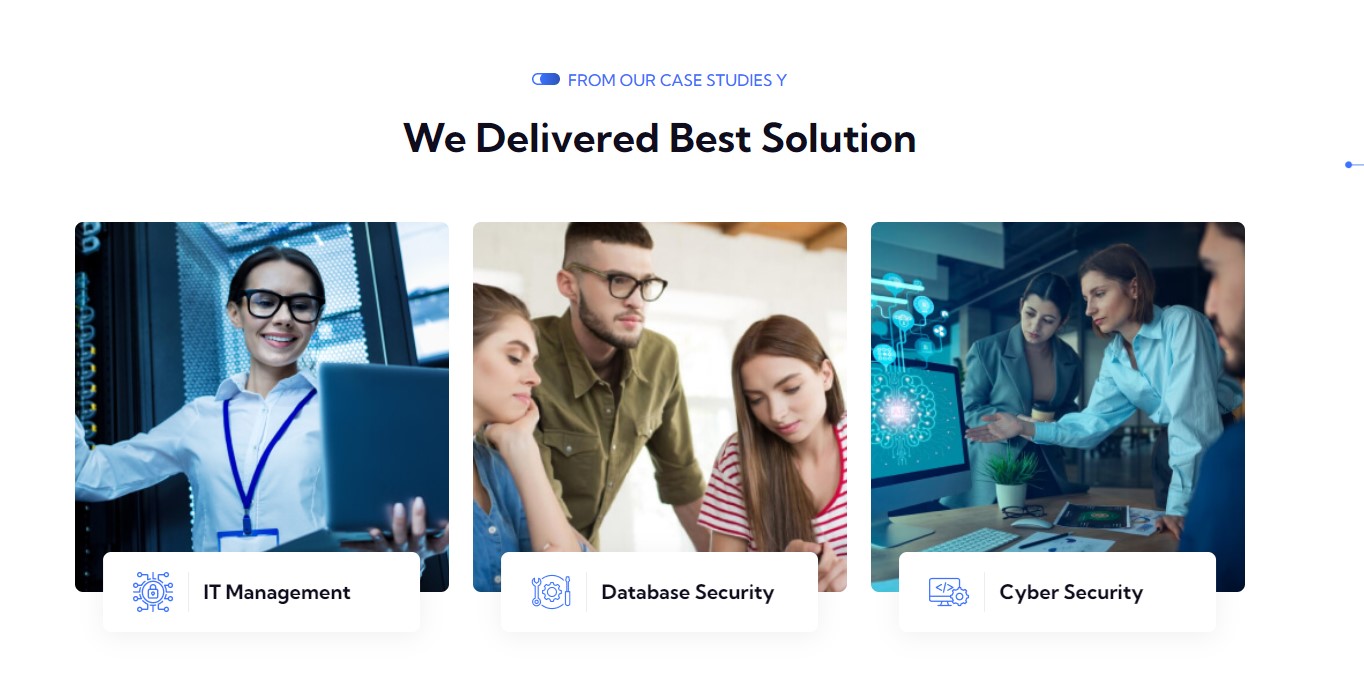 FROM OUR CASE STUDIES Y
We Delivered Best Solution
IT Management
Database Security
Cyber Security